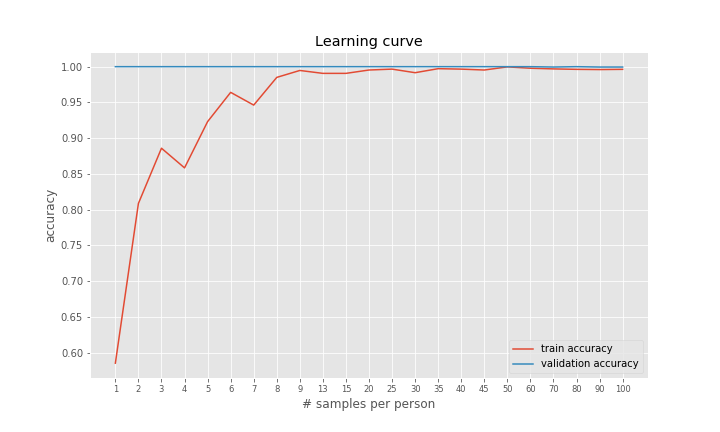 Learning curve
1.00
0.95
0.90
0.85
0.80
0.75
0.70
0.65
0.60
accuracy
train accuracy
validation accuracy
1 2 3 4 5 6 7 8 9 13 15 20 25 30 35 40 45 50 60 70 80 90 100
# samples per person